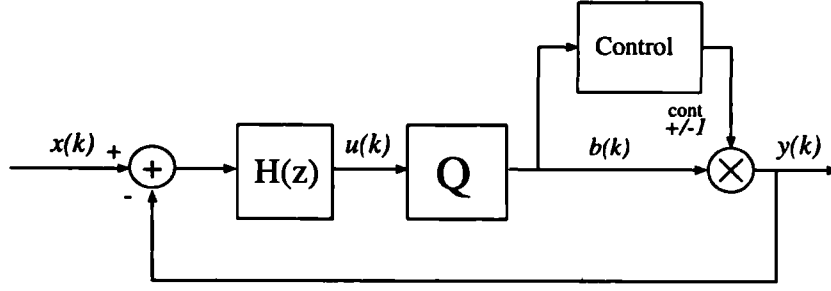 Control
cont
+/-1
x(k)
+
+
-
H(z)
u(k)
Q
b(k)
y(k)